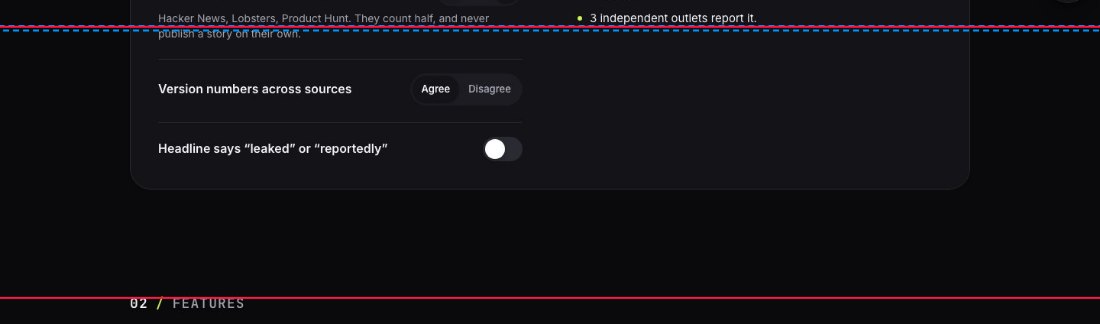 Hacker News, Lobsters, Product Hunt. They count half, and never
publish a story on their own.
3 independent outlets report it.
Version numbers across sources
Agree
Disagree
Headline says “leaked” or “reportedly”
02 / FEATURES